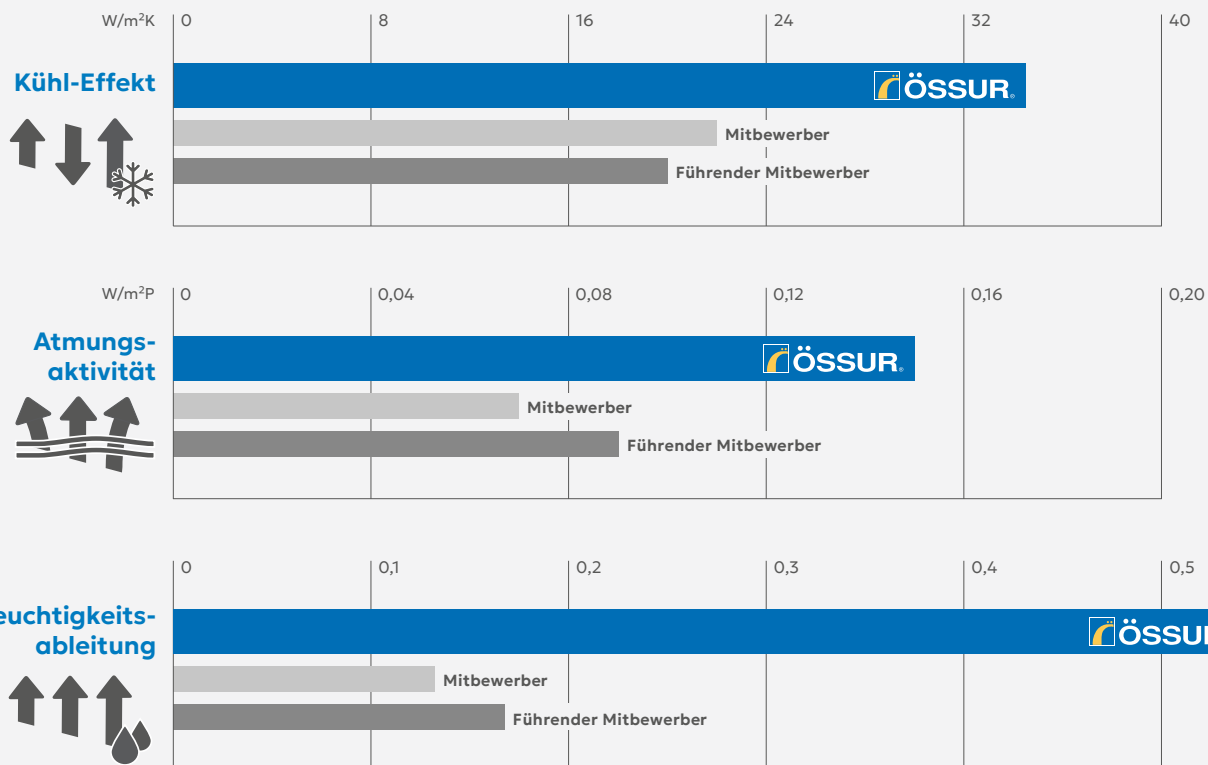 W/m²K 0 8 16 24 32 40
Kühl-Effekt
ÖSSUR®
Mitbewerber
Führender Mitbewerber
W/m²P 0 0,04 0,08 0,12 0,16 0,20
Atmungs-
aktivität
ÖSSUR®
Mitbewerber
Führender Mitbewerber
0 0,1 0,2 0,3 0,4 0,5
euchtigkeits-
ableitung
ÖSSUR
Mitbewerber
Führender Mitbewerber